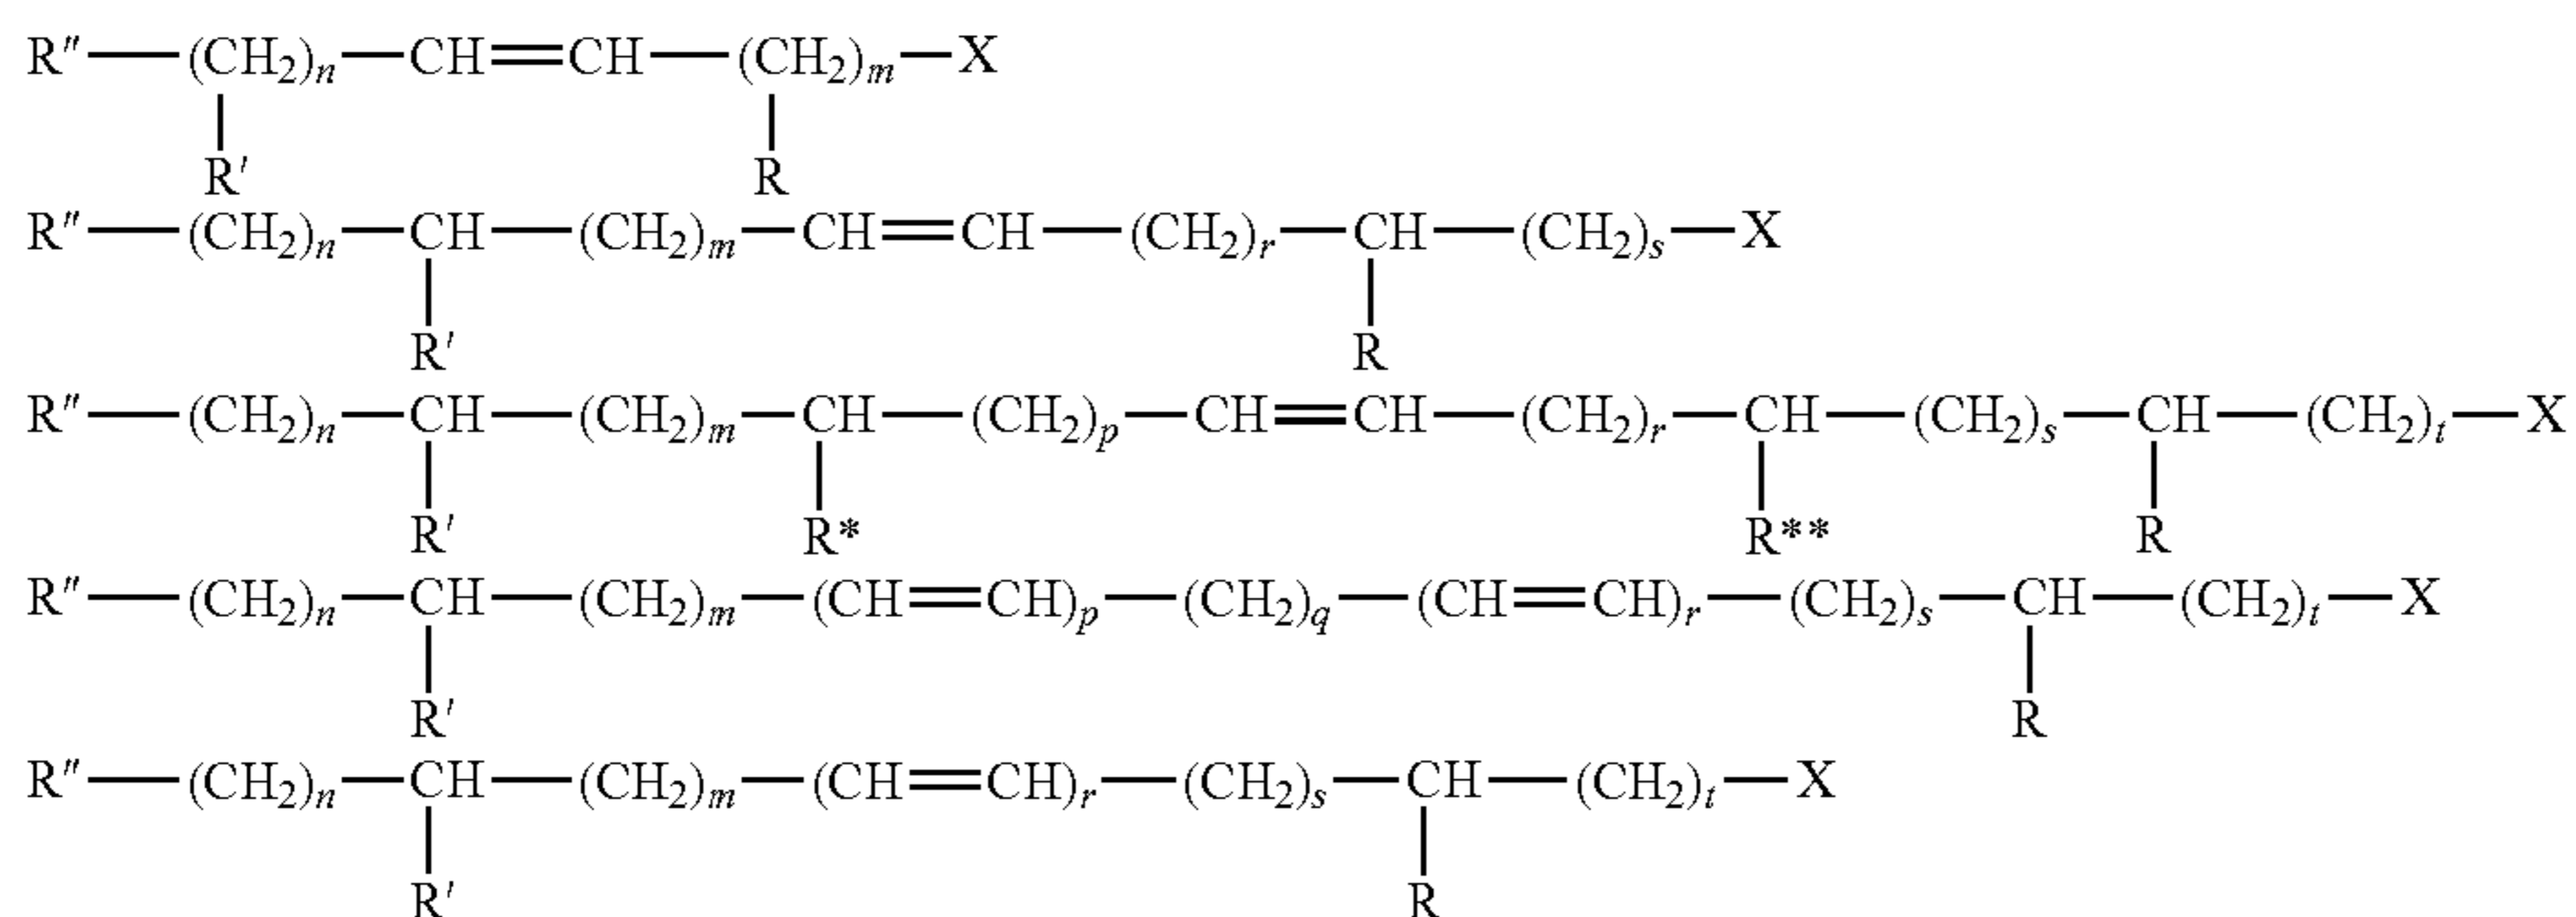 R″—(CH₂)ₙ—CH=CH—(CH₂)ₘ—X
R′ R
R″—(CH₂)ₙ—CH—(CH₂)ₘ—CH=CH—(CH₂)ᵣ—CH—(CH₂)ₛ—X
R′ R
R″—(CH₂)ₙ—CH—(CH₂)ₘ—CH—(CH₂)ₚ—CH=CH—(CH₂)ᵣ—CH—(CH₂)ₛ—CH—(CH₂)ₜ—X
R′ R* R** R
R″—(CH₂)ₙ—CH—(CH₂)ₘ—(CH=CH)ₚ—(CH₂)q—(CH=CH)ᵣ—(CH₂)ₛ—CH—(CH₂)ₜ—X
R′ R
R″—(CH₂)ₙ—CH—(CH₂)ₘ—(CH=CH)ᵣ—(CH₂)ₛ—CH—(CH₂)ₜ—X
R′ R